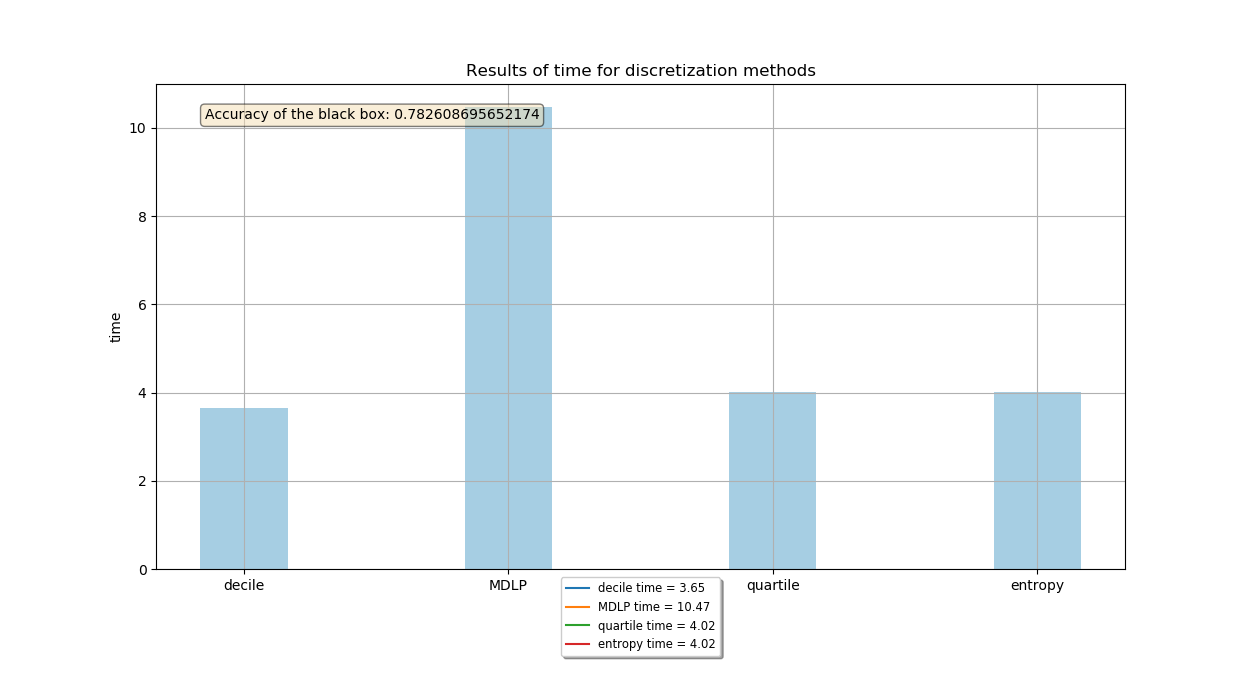 Results of time for discretization methods
Accuracy of the black box: 0.782608695652174
10
8
6
4
2
0
time
decile
MDLP
quartile
entropy
decile time = 3.65
MDLP time = 10.47
quartile time = 4.02
entropy time = 4.02